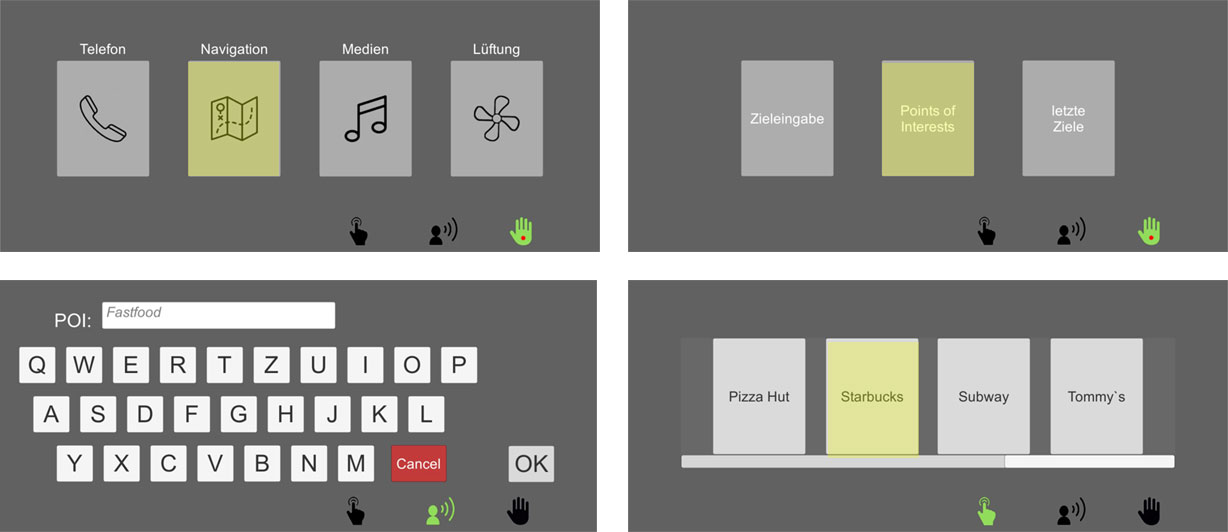 Telefon Navigation Medien Lüftung
Zieleingabe
Points of
Interests
letzte
Ziele
POI: Fastfood
Q W E R T Z U I O P
A S D F G H J K L
Y X C V B N M Cancel OK
Pizza Hut Starbucks Subway Tommy`s